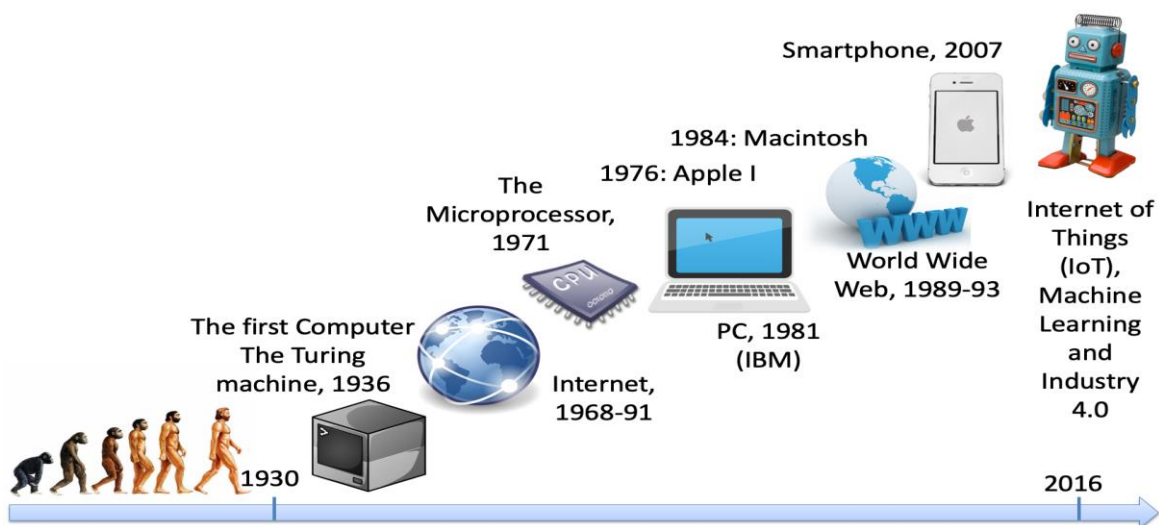 Smartphone, 2007
1984: Macintosh
1976: Apple I
The
Microprocessor,
1971
CPU
WWW
World Wide
Web, 1989-93
Internet of
Things
(IoT),
Machine
Learning
and
Industry
4.0
PC, 1981
(IBM)
The first Computer
The Turing
machine, 1936
Internet,
1968-91
1930
2016